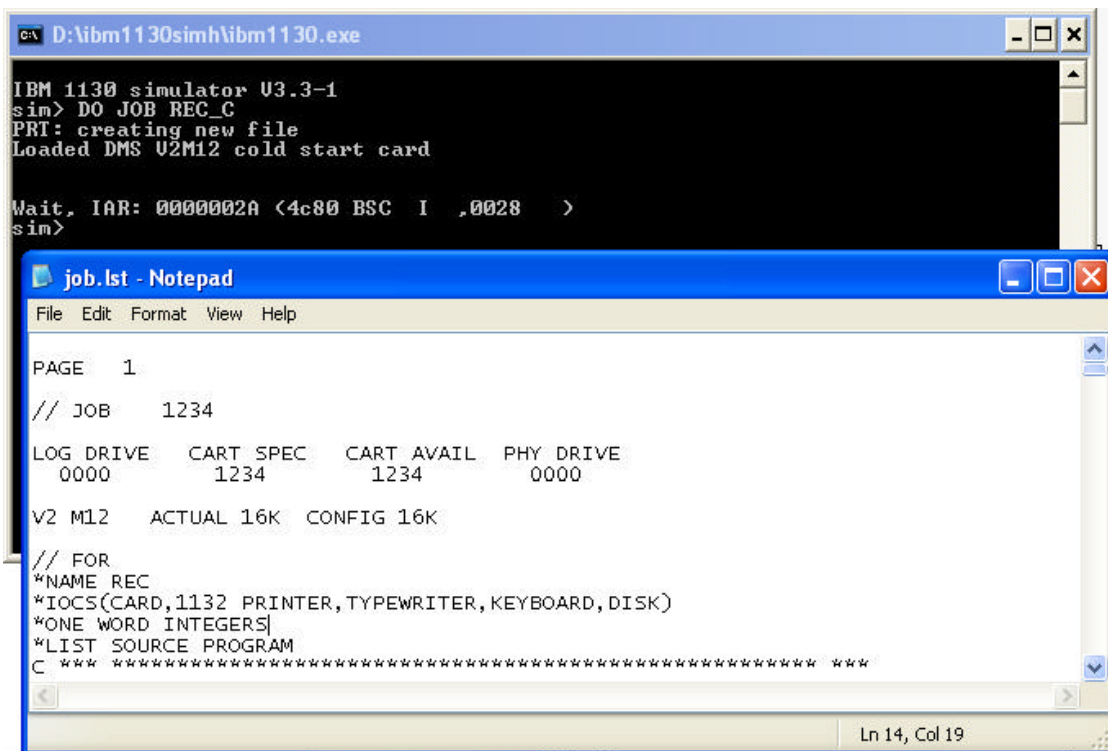 D:\ibm1130simh\ibm1130.exe
IBM 1130 simulator V3.3-1
sim> DO JOB REC_C
PRT: creating new file
Loaded DMS V2M12 cold start card
Wait, IAR: 0000002A (4c80 BSC  I  ,0028   )
sim>
job.lst - Notepad
File Edit Format View Help
PAGE   1
// JOB    1234
LOG DRIVE   CART SPEC   CART AVAIL  PHY DRIVE
0000        1234        1234        0000
V2 M12   ACTUAL 16K  CONFIG 16K
// FOR
*NAME REC
*IOCS(CARD,1132 PRINTER,TYPEWRITER,KEYBOARD,DISK)
*ONE WORD INTEGERS
*LIST SOURCE PROGRAM
C *** ****************************************************** ***
Ln 14, Col 19